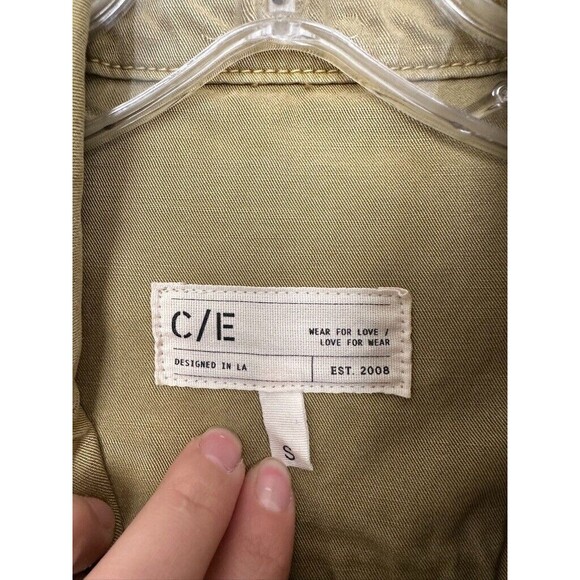 C/E
WEAR FOR LOVE /
LOVE FOR WEAR
DESIGNED IN LA
EST. 2008
S